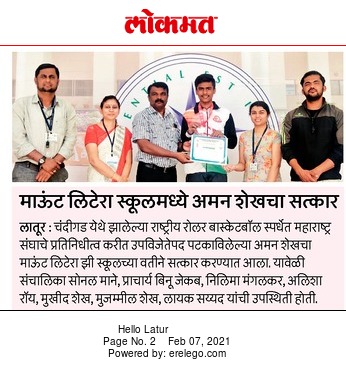 लोकमत
माऊंट लिटेरा स्कूलमध्ये अमन शेखचा सत्कार
लातूर : चंदीगड येथे झालेल्या राष्ट्रीय रोलर बास्केटबॉल स्पर्धेत महाराष्ट्र
संघाचे प्रतिनिधीत्व करीत उपविजेतेपद पटकाविलेल्या अमन शेखचा
माऊंट लिटेरा झी स्कूलच्या वतीने सत्कार करण्यात आला. यावेळी
संचालिका सोनल माने, प्राचार्य बिनू जेकब, निलिमा मंगलकर, अलिशा
रॉय, मुखीद शेख, मुजम्मील शेख, लायक सय्यद यांची उपस्थिती होती.
Hello Latur
Page No. 2 Feb 07, 2021
Powered by: erelego.com